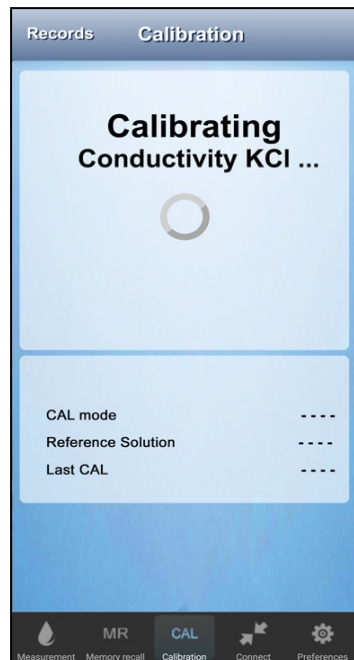 Records Calibration
Calibrating
Conductivity KCl ...
CAL mode ----
Reference Solution ----
Last CAL ----
MR CAL
Measurement Memory recall Calibration Connect Preferences